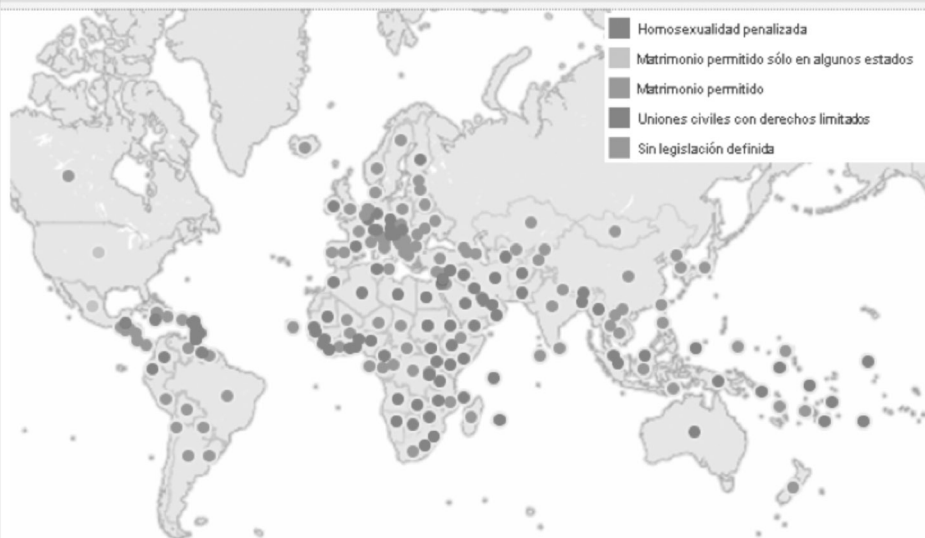 Homosexualidad penalizada
Matrimonio permitido sólo en algunos estados
Matrimonio permitido
Uniones civiles con derechos limitados
Sin legislación definida